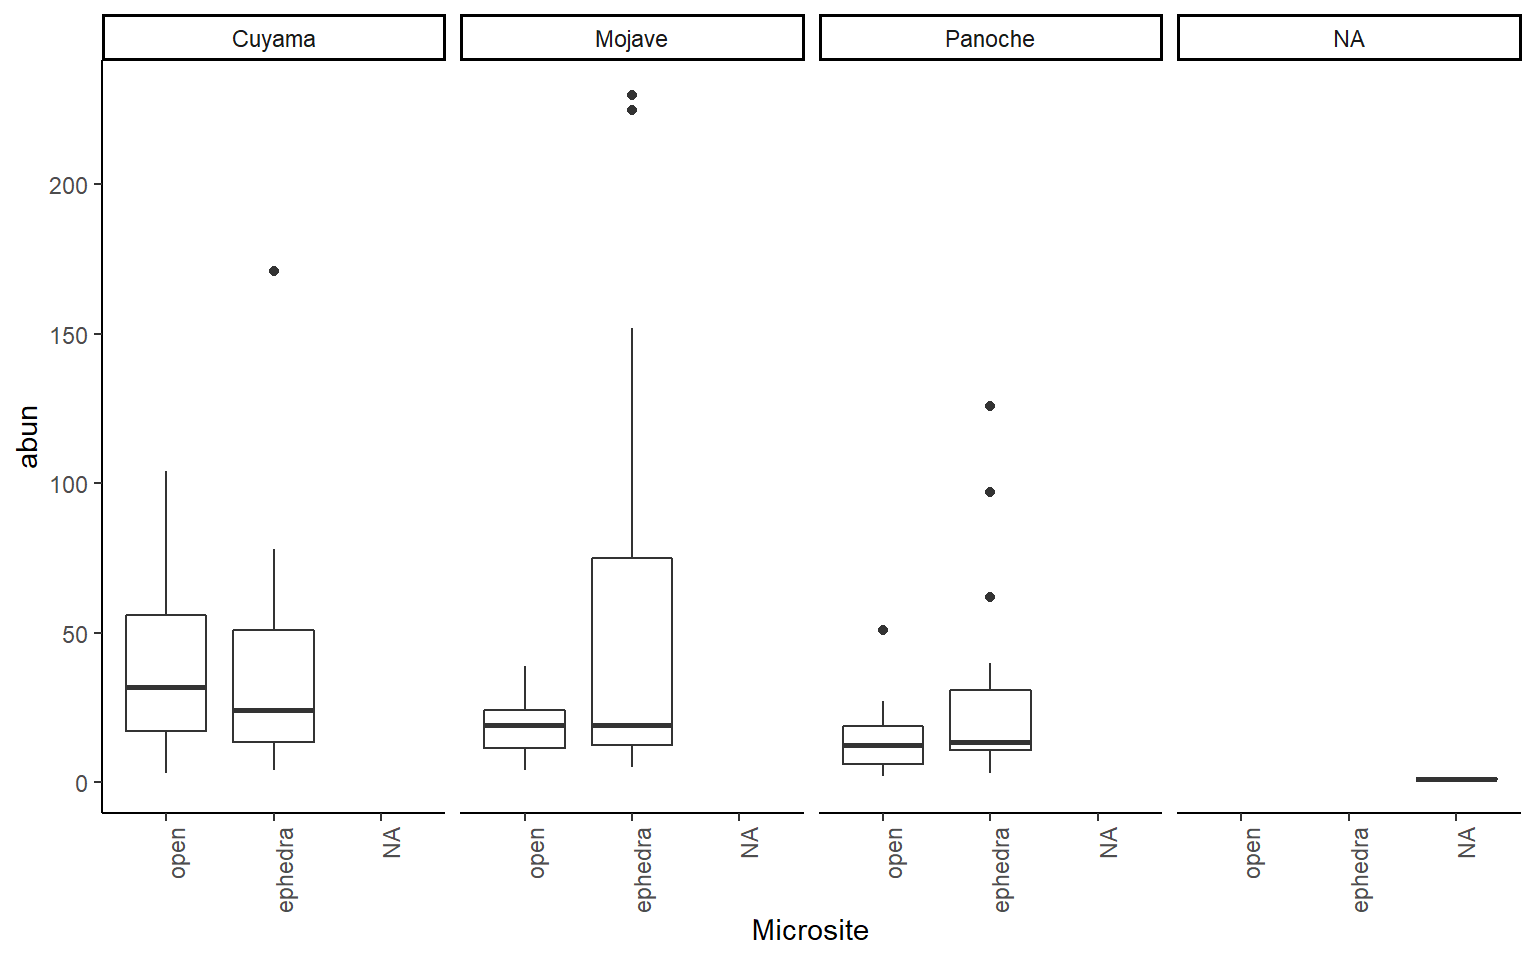 Cuyama Mojave Panoche NA
abun
200
150
100
50
0
open ephedra NA open ephedra NA open ephedra NA open ephedra NA
Microsite